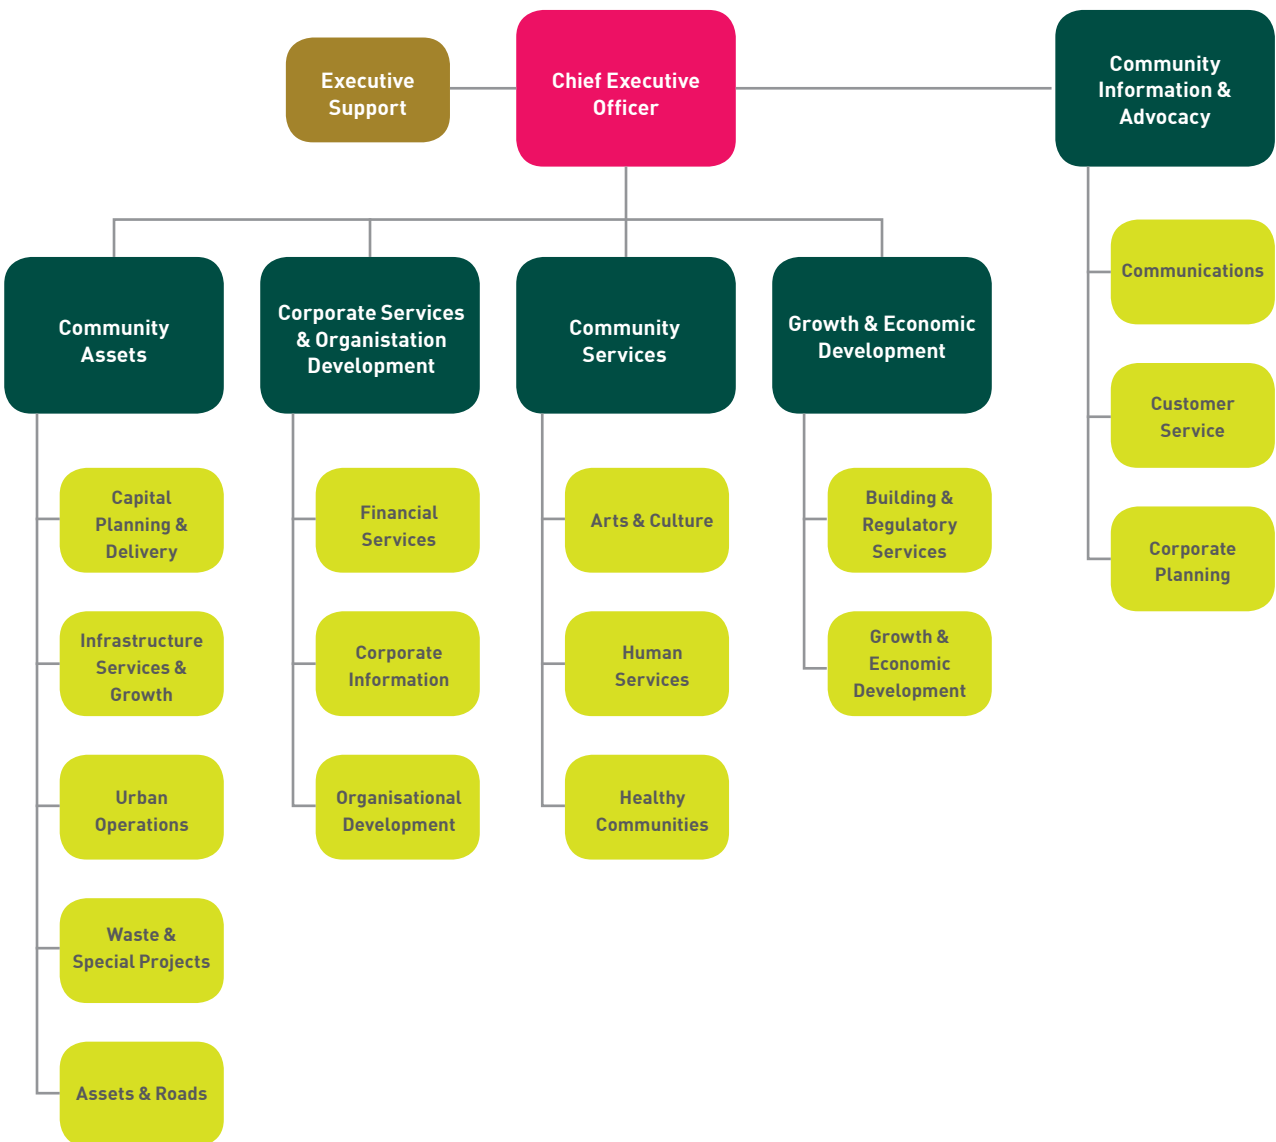 Executive
Support
Chief Executive
Officer
Community
Information &
Advocacy
Community
Assets
Corporate Services
& Organistation
Development
Community
Services
Growth & Economic
Development
Capital
Planning &
Delivery
Infrastructure
Services &
Growth
Urban
Operations
Waste &
Special Projects
Assets & Roads
Financial
Services
Corporate
Information
Organisational
Development
Arts & Culture
Human
Services
Healthy
Communities
Building &
Regulatory
Services
Growth &
Economic
Development
Communications
Customer
Service
Corporate
Planning